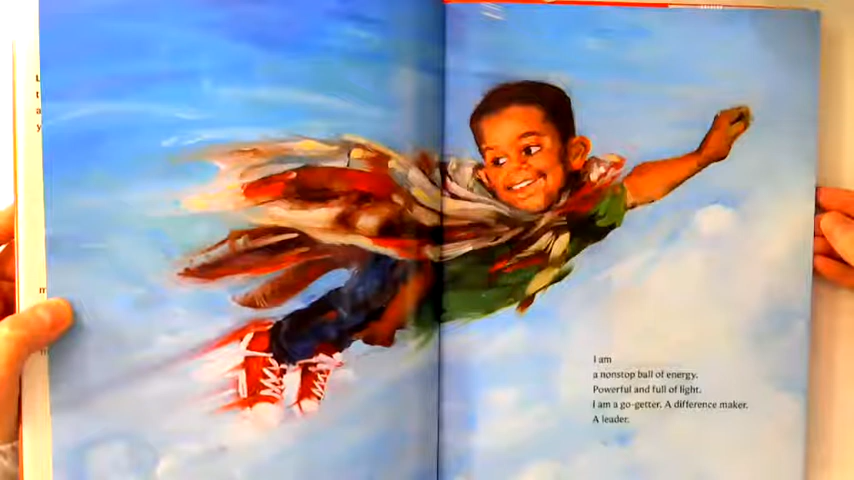 I am
a nonstop ball of energy.
Powerful and full of light.
I am a go-getter. A difference maker.
A leader.